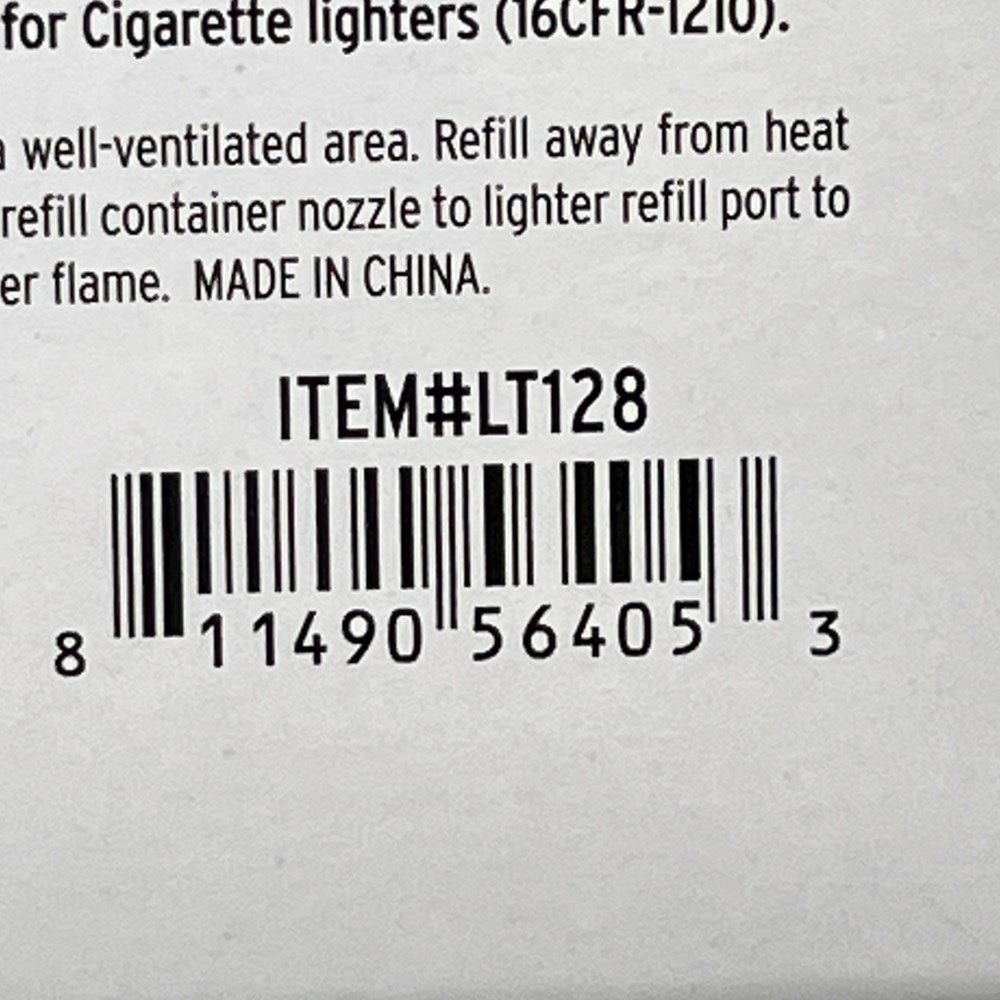 for Cigarette lighters (16CFR-1210).
well-ventilated area. Refill away from heat
refill container nozzle to lighter refill port to
er flame. MADE IN CHINA.
ITEM#LT128
8 11490 56405 3